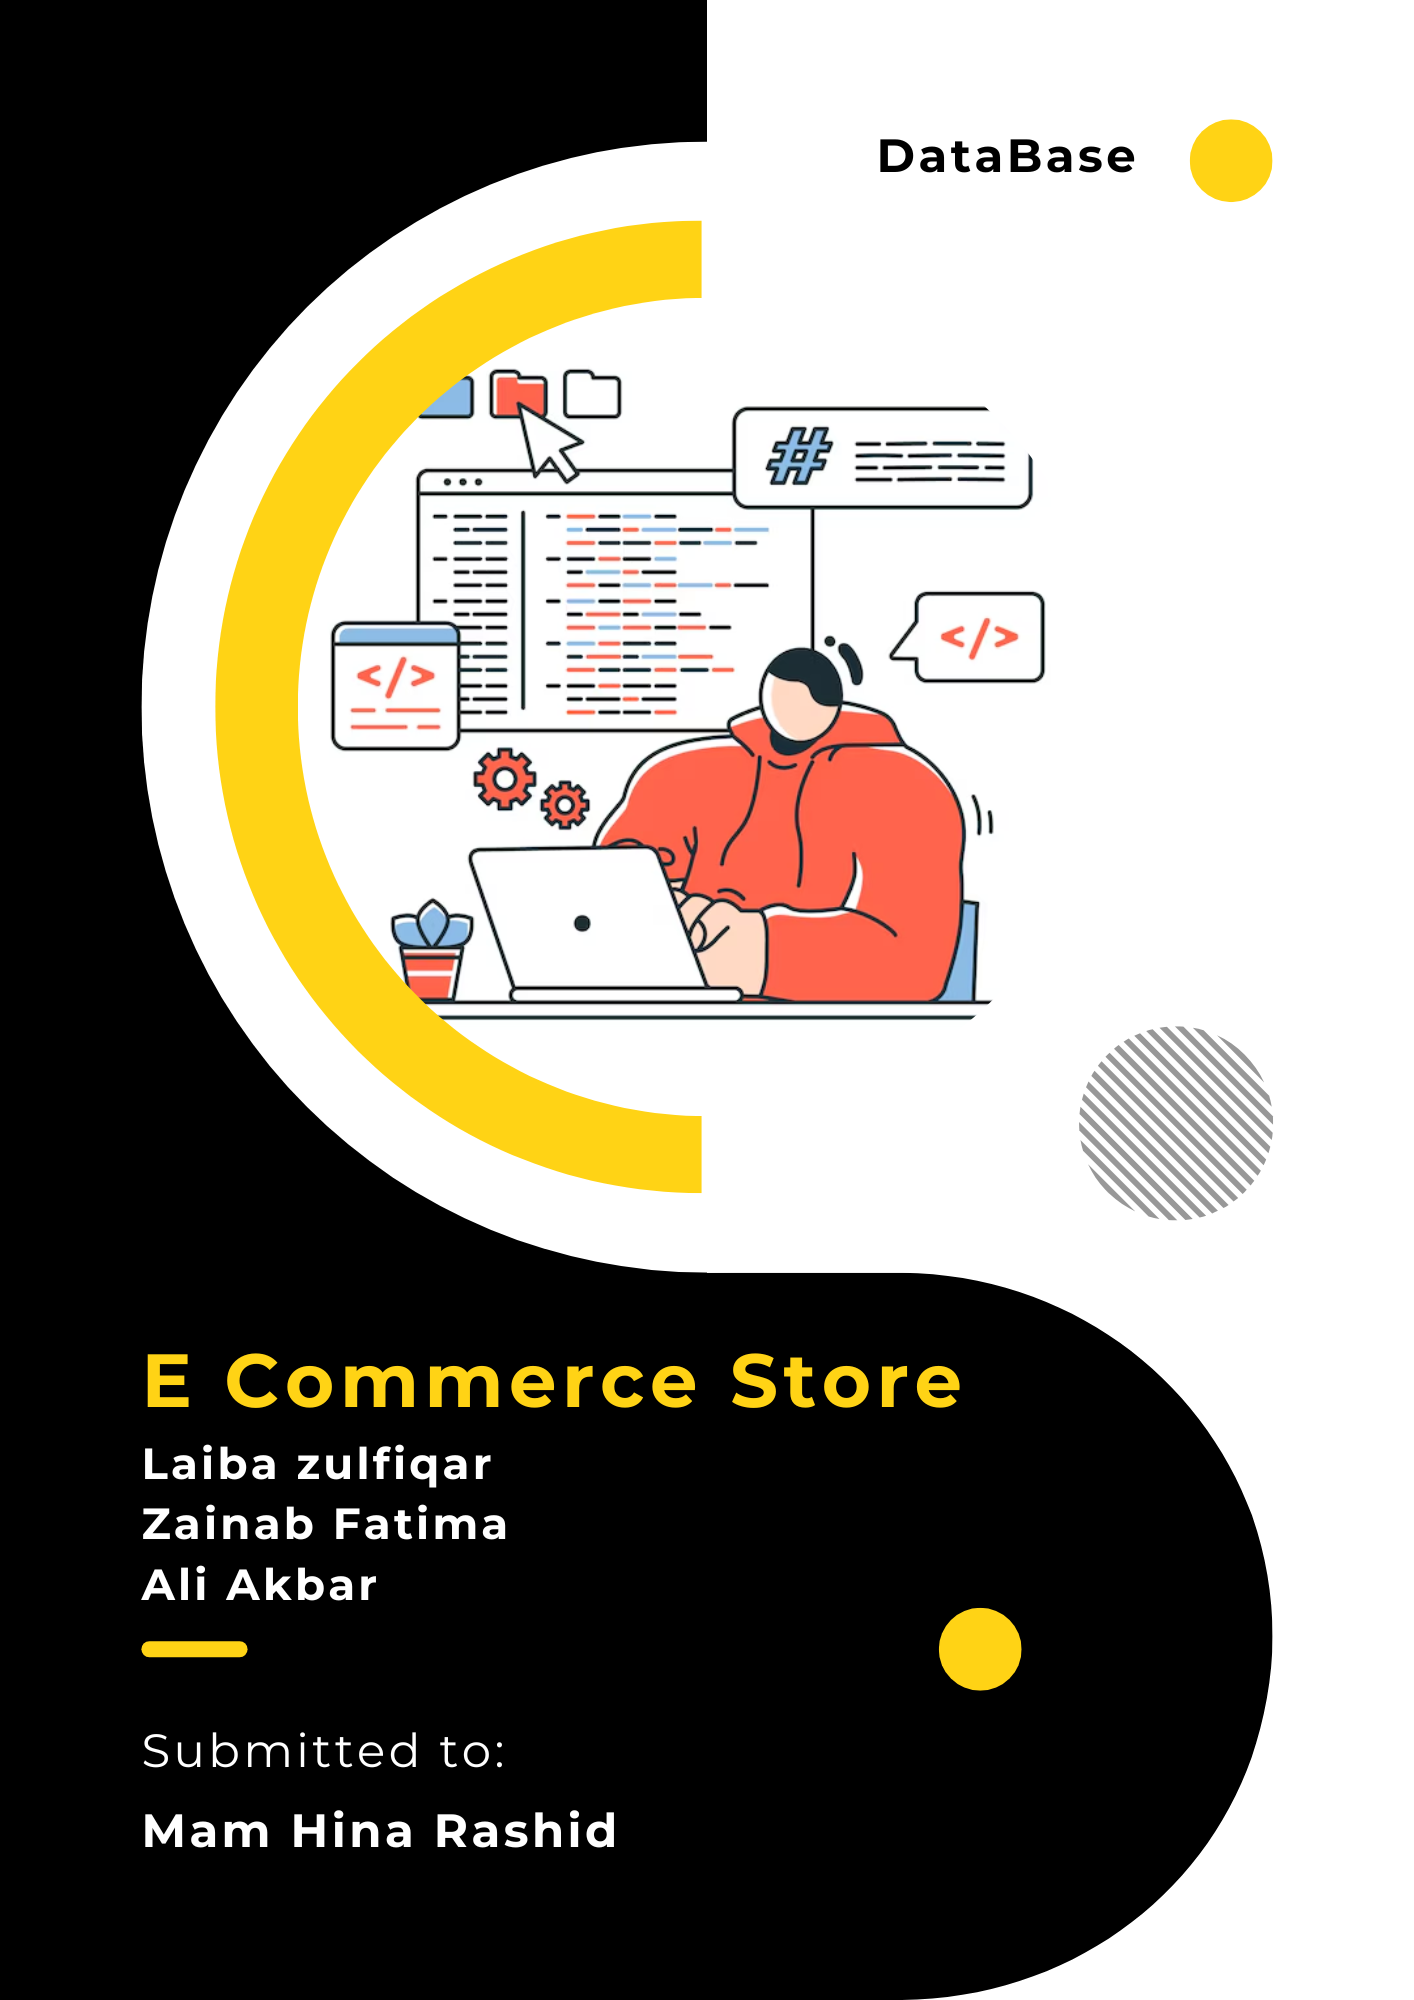 DataBase
#
</>
</>
E Commerce Store
Laiba zulfiqar
Zainab Fatima
Ali Akbar
Submitted to:
Mam Hina Rashid